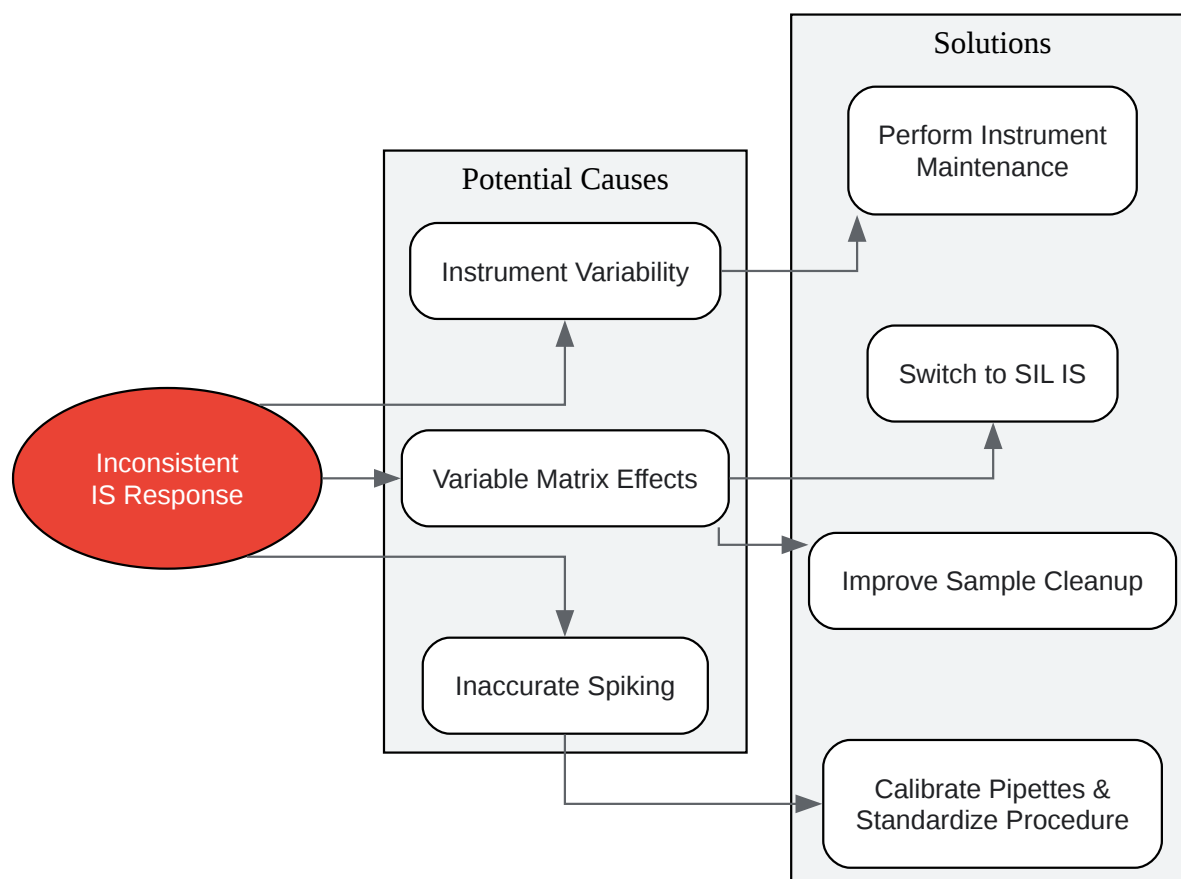 Inconsistent
IS Response
Potential Causes
Instrument Variability
Variable Matrix Effects
Inaccurate Spiking
Solutions
Perform Instrument
Maintenance
Switch to SIL IS
Improve Sample Cleanup
Calibrate Pipettes &
Standardize Procedure